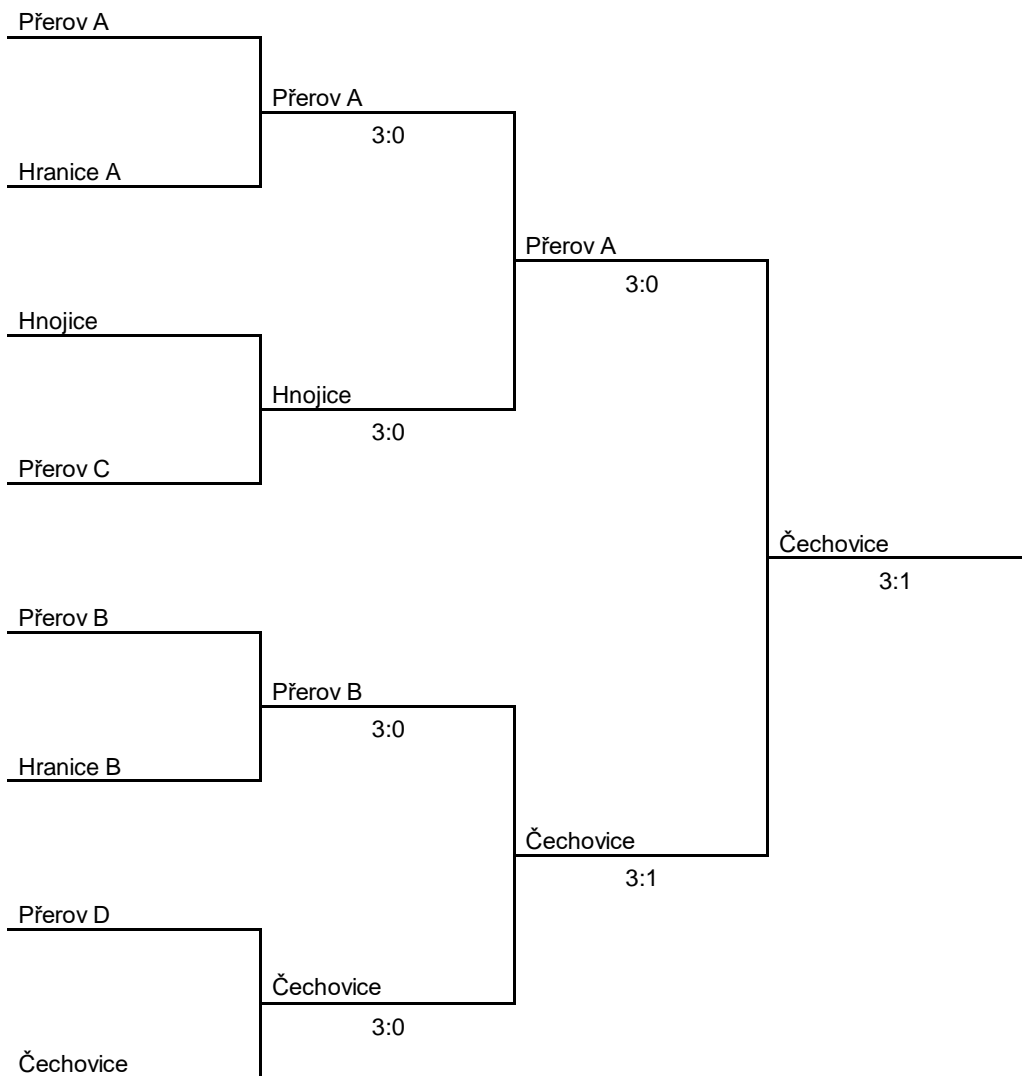 Přerov A
Přerov A
3:0
Hranice A
Přerov A
3:0
Hnojice
Hnojice
3:0
Přerov C
Čechovice
3:1
Přerov B
Přerov B
3:0
Hranice B
Čechovice
3:1
Přerov D
Čechovice
3:0
Čechovice